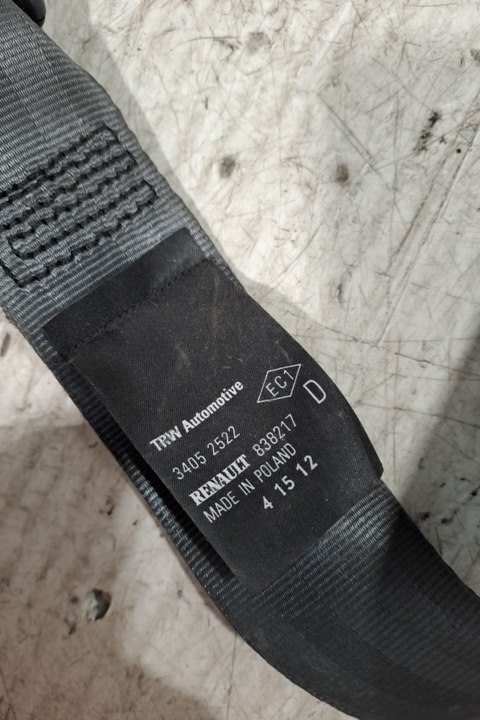 TRW Automotive
EC1
3405 2522 D
RENAULT 838217
MADE IN POLAND
4 15 12